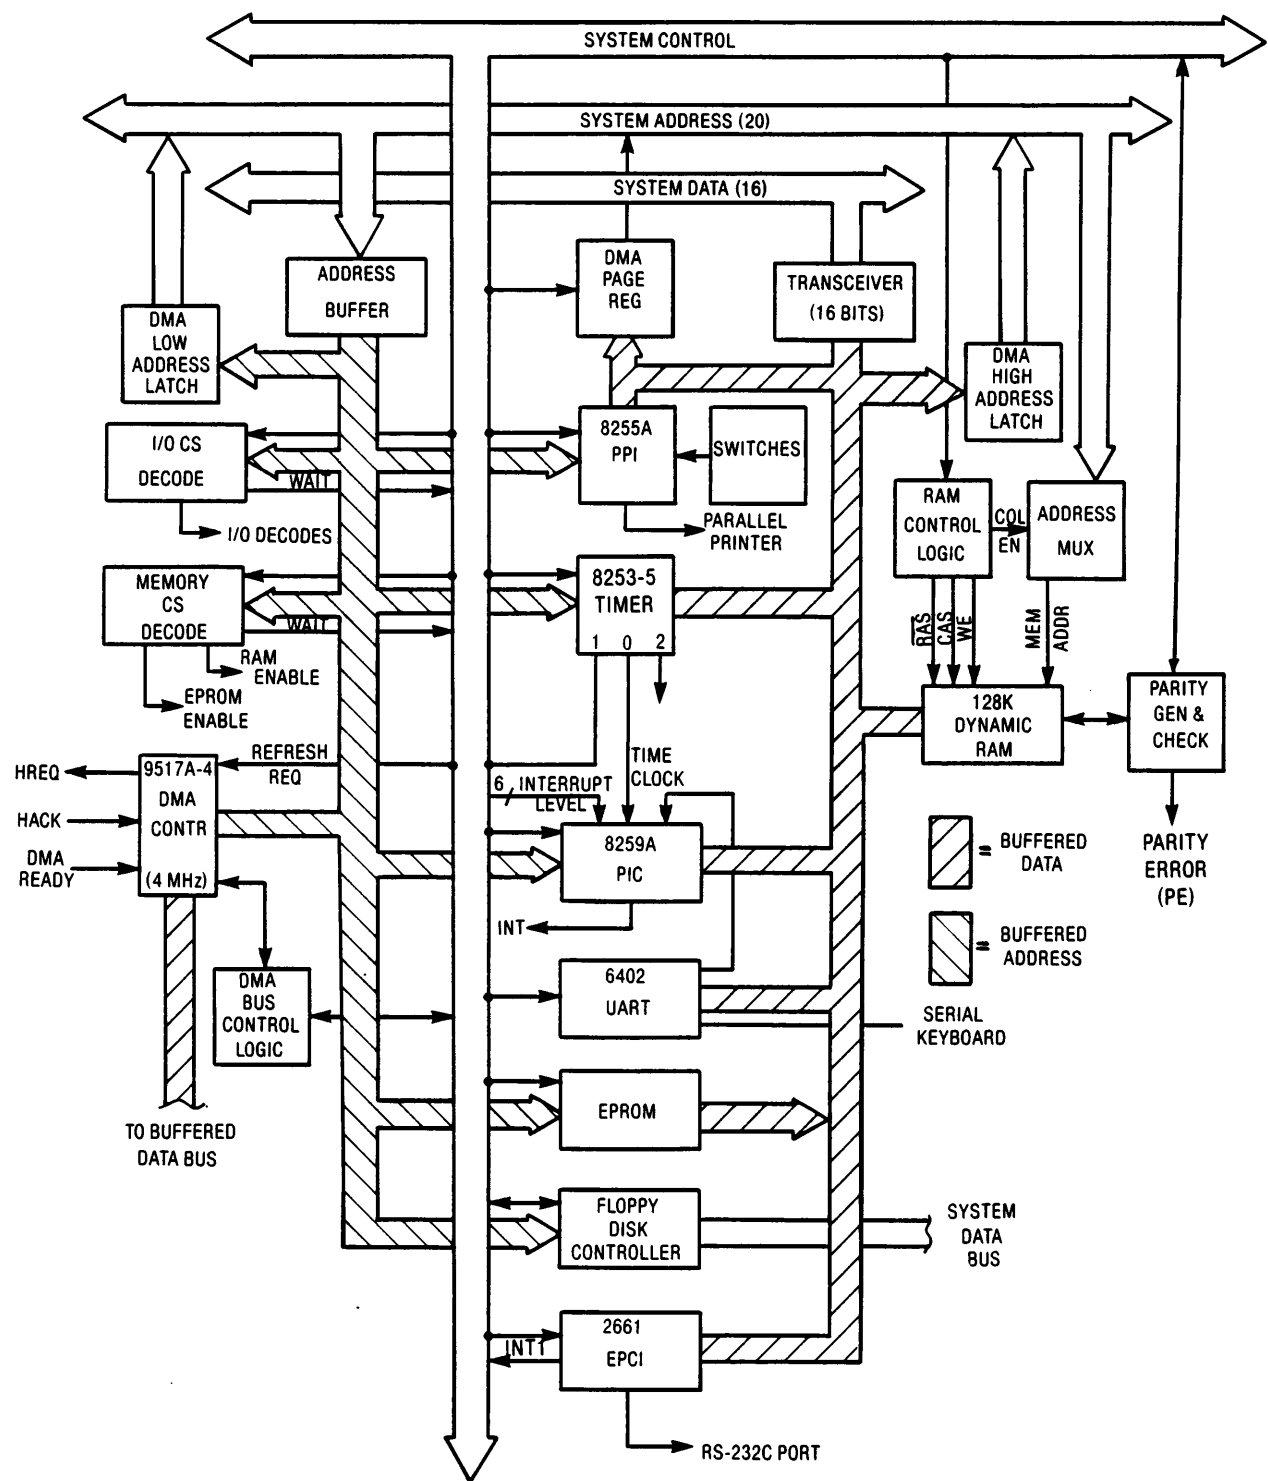 SYSTEM CONTROL
SYSTEM ADDRESS (20)
SYSTEM DATA (16)
ADDRESS
BUFFER
DMA
PAGE
REG
TRANSCEIVER
(16 BITS)
DMA
LOW
ADDRESS
LATCH
DMA
HIGH
ADDRESS
LATCH
I/O CS
DECODE
WAIT
I/O DECODES
8255A
PPI
SWITCHES
PARALLEL
PRINTER
RAM
CONTROL
LOGIC
COL
EN
ADDRESS
MUX
MEMORY
CS
DECODE
WAIT
RAM
ENABLE
EPROM
ENABLE
8253-5
TIMER
1 0 2
RAS
CAS
WE
MEM
ADDR
128K
DYNAMIC
RAM
PARITY
GEN &
CHECK
PARITY
ERROR
(PE)
HREQ
HACK
DMA
READY
9517A-4
DMA
CONTR
(4 MHz)
REFRESH
REQ
6 INTERRUPT
LEVEL
TIME
CLOCK
8259A
PIC
INT
= BUFFERED
DATA
= BUFFERED
ADDRESS
DMA
BUS
CONTROL
LOGIC
6402
UART
SERIAL
KEYBOARD
TO BUFFERED
DATA BUS
EPROM
FLOPPY
DISK
CONTROLLER
SYSTEM
DATA
BUS
2661
EPCI
INT1
RS-232C PORT